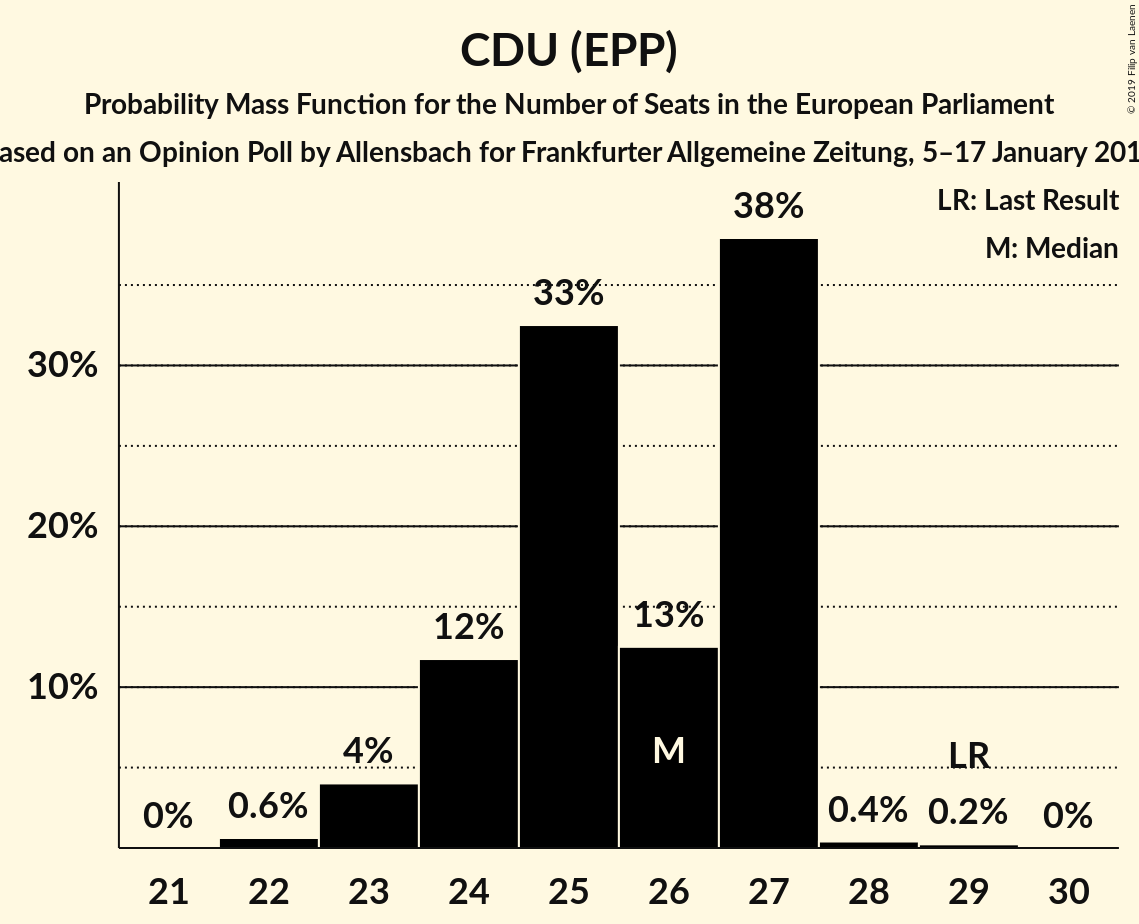 © 2019 Filip van Laenen
CDU (EPP)
Probability Mass Function for the Number of Seats in the European Parliament
ased on an Opinion Poll by Allensbach for Frankfurter Allgemeine Zeitung, 5–17 January 201
LR: Last Result
M: Median
38%
33%
30%
20%
13%
12%
10%
M
4%
LR
0%
0.6%
0.4%
0.2%
0%
21 22 23 24 25 26 27 28 29 30